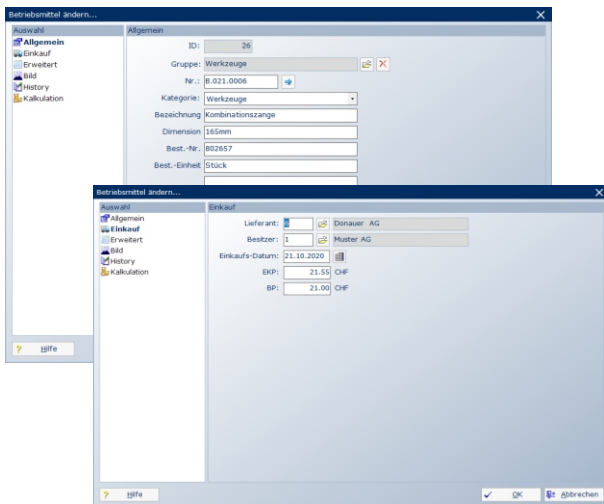 Betriebsmittel ändern...
Auswahl
Allgemein
Einkauf
Erweitert
Bild
History
Kalkulation
Allgemein
ID: 26
Gruppe: Werkzeuge
Nr.: B.021.0006
Kategorie: Werkzeuge
Bezeichnung Kombinationszange
Dimension 165mm
Best.-Nr. 802657
Best.-Einheit Stück
? Hilfe
Betriebsmittel ändern...
Auswahl
Allgemein
Einkauf
Erweitert
Bild
History
Kalkulation
Einkauf
Lieferant: Donauer AG
Besitzer: 1 Muster AG
Einkaufs-Datum: 21.10.2020
EKP: 21.55 CHF
BP: 21.00 CHF
? Hilfe
OK Abbrechen